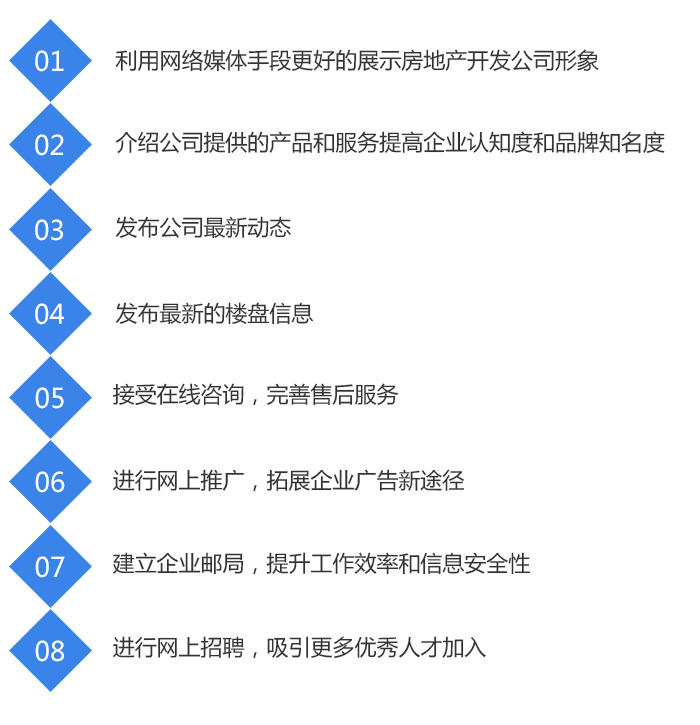 01 利用网络媒体手段更好的展示房地产开发公司形象
02 介绍公司提供的产品和服务提高企业认知度和品牌知名度
03 发布公司最新动态
04 发布最新的楼盘信息
05 接受在线咨询，完善售后服务
06 进行网上推广，拓展企业广告新途径
07 建立企业邮局，提升工作效率和信息安全性
08 进行网上招聘，吸引更多优秀人才加入